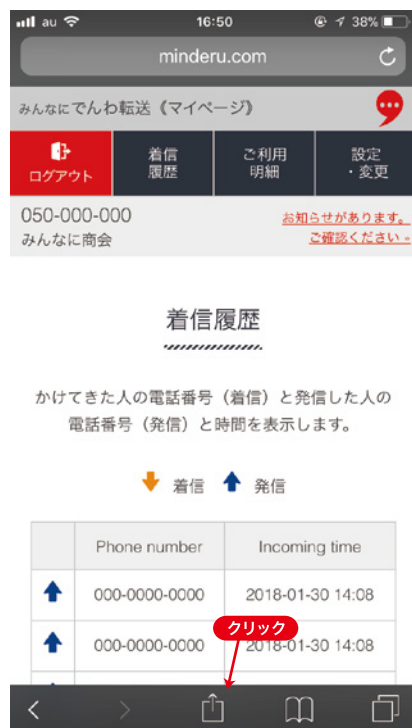 au 16:50 38%
minderu.com
みんなにでんわ転送《マイページ》
ログアウト
着信
履歴
ご利用
明細
設定
・変更
050-000-000
みんなに商会
お知らせがあります。
ご確認ください。
着信履歴
かけてきた人の電話番号（着信）と発信した人の
電話番号（発信）と時間を表示します。
着信 発信
Phone number Incoming time
000-0000-0000 2018-01-30 14:08
クリック
000-0000-0000 2018-01-30 14:08